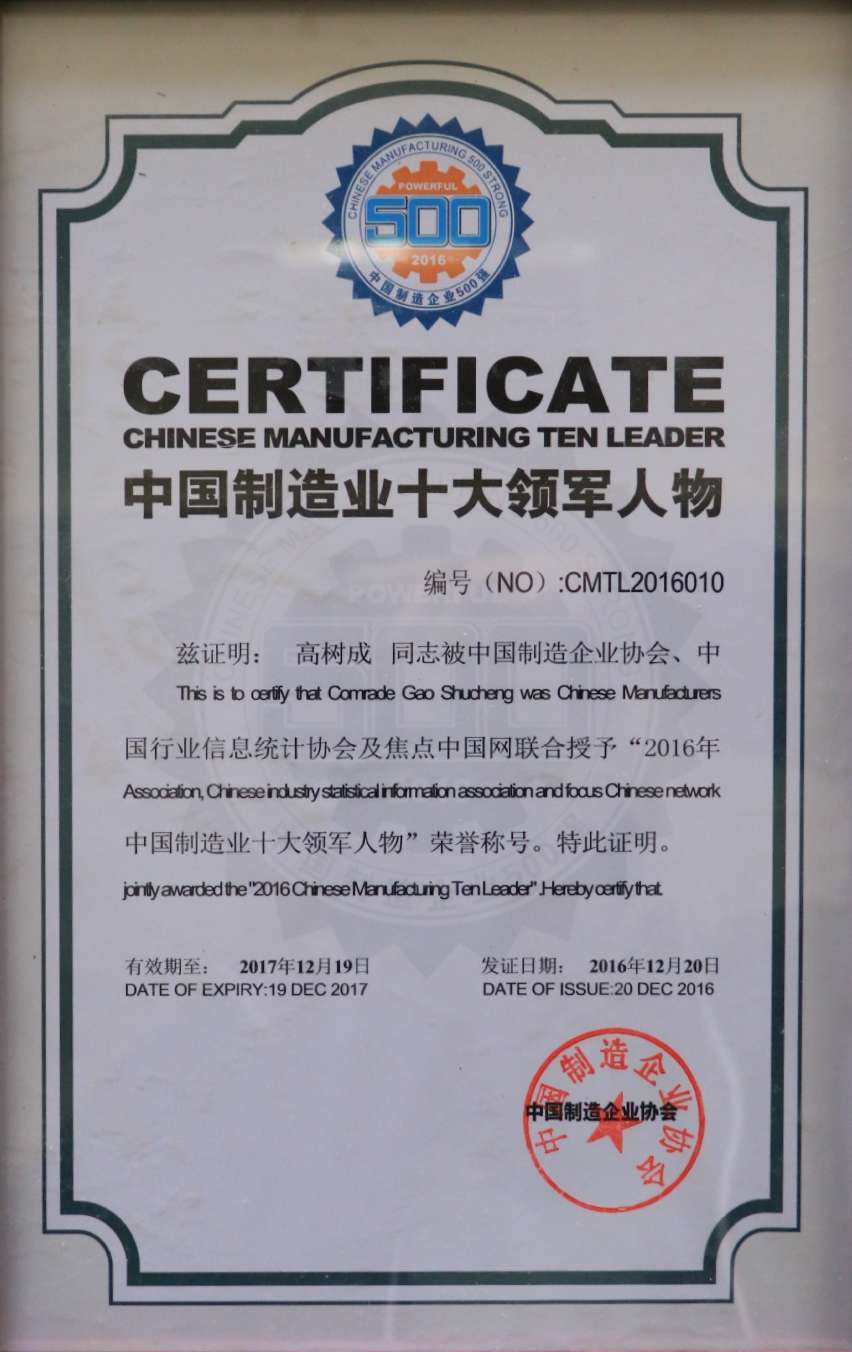 CHINESE MANUFACTURING 500 STRONG
POWERFUL
500
2016
中国制造企业500强
CERTIFICATE
CHINESE MANUFACTURING TEN LEADER
中国制造业十大领军人物
编号（NO）:CMTL2016010
兹证明： 高树成 同志被中国制造企业协会、中
This is to certify that Comrade Gao Shucheng was Chinese Manufacturers
国行业信息统计协会及焦点中国网联合授予“2016年
Association, Chinese industry statistical information association and focus Chinese network
中国制造业十大领军人物”荣誉称号。特此证明。
jointly awarded the "2016 Chinese Manufacturing Ten Leader".Hereby certify that.
有效期至： 2017年12月19日 发证日期： 2016年12月20日
DATE OF EXPIRY:19 DEC 2017 DATE OF ISSUE:20 DEC 2016
中国制造企业协会
中国制造企业协会